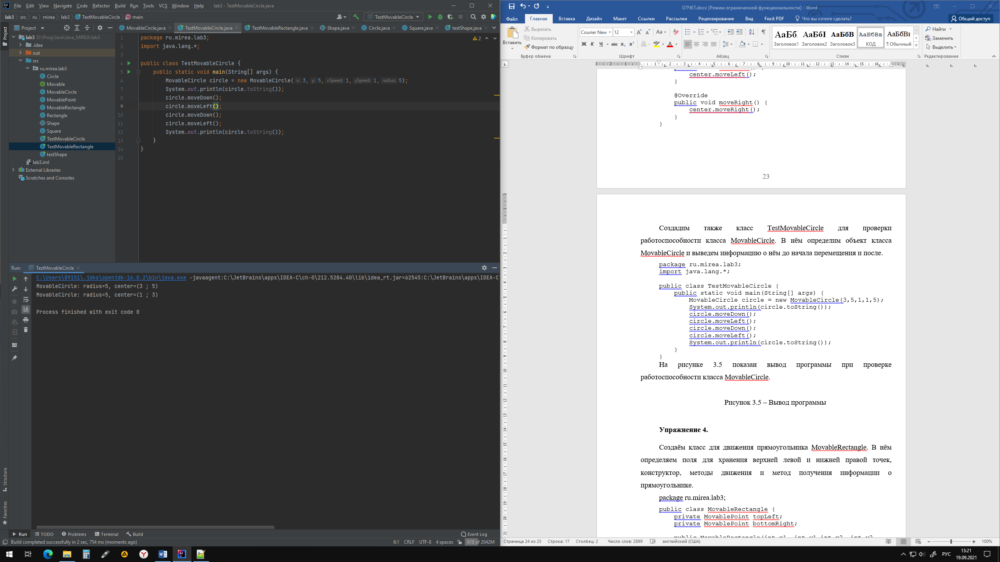 File Edit View Navigate Code Refactor Build Run Tools VCS Window Help lab3 - TestMovableCircle.java
lab3 src ru mirea lab3 TestMovableCircle main
TestMovableCircle
Project
MovableCircle.java TestMovableCircle.java TestMovableRectangle.java Shape.java Circle.java Square.java testShape.java
Project
lab3 D:\Prog\Java\Java_MIREA\lab3
.idea
out
src
ru.mirea.lab3
Circle
Movable
MovableCircle
MovablePoint
MovableRectangle
Rectangle
Shape
Square
TestMovableCircle
TestMovableRectangle
testShape
lab3.iml
External Libraries
Scratches and Consoles
2
1 package ru.mirea.lab3;
2 import java.lang.*;
3
4 public class TestMovableCircle {
5 public static void main(String[] args) {
6 MovableCircle circle = new MovableCircle( x: 3, y: 5, xSpeed: 1, ySpeed: 1, radius: 5);
7 System.out.println(circle.toString());
8 circle.moveDown();
9 circle.moveLeft();
10 circle.moveDown();
11 circle.moveLeft();
12 System.out.println(circle.toString());
13 }
14 }
15
Run: TestMovableCircle
C:\Users\89151\.jdks\openjdk-16.0.2\bin\java.exe -javaagent:C:\JetBrains\apps\IDEA-C\ch-0\212.5284.40\lib\idea_rt.jar=62545:C:\JetBrains\apps\IDEA-C\
MovableCircle: radius=5, center=(3 ; 5)
MovableCircle: radius=5, center=(1 ; 3)
Process finished with exit code 0
Structure
Favorites
Run TODO Problems Terminal Build Event Log
Build completed successfully in 2 sec, 754 ms (moments ago) 6:1 CRLF UTF-8 4 spaces 818 of 2042M
ОТЧЕТ.docx [Режим ограниченной функциональности] - Word
Файл Главная Вставка Дизайн Макет Ссылки Рассылки Рецензирование Вид Foxit PDF Что вы хотите сделать? Общий доступ
Вставить
Вырезать
Копировать
Формат по образцу
Буфер обмена
Courier New 12
Ж К Ч abc x₂ x²
Шрифт
Абзац
АаБбВ АаБбІ АаБбВ АаБбВв АаБбВв
Заголовок1 Заголовок2 Заголовок3 КОД ¶ Обычный
Стили
Найти
Заменить
Выделить
Редактирование
center.moveLeft();
}
@Override
public void moveRight() {
center.moveRight();
}
}
23
Создадим также класс TestMovableCircle для проверки
работоспособности класса MovableCircle. В нём определим объект класса
MovableCircle и выведем информацию о нём до начала перемещения и после.
package ru.mirea.lab3;
import java.lang.*;
public class TestMovableCircle {
public static void main(String[] args) {
MovableCircle circle = new MovableCircle(3,5,1,1,5);
System.out.println(circle.toString());
circle.moveDown();
circle.moveLeft();
circle.moveDown();
circle.moveLeft();
System.out.println(circle.toString());
}
}
На рисунке 3.5 показан вывод программы при проверке
работоспособности класса MovableCircle.
Рисунок 3.5 – Вывод программы
Упражнение 4.
Создаём класс для движения прямоугольника MovableRectangle. В нём
определяем поля для хранения верхней левой и нижней правой точек,
конструктор, методы движения и метод получения информации о
прямоугольнике.
package ru.mirea.lab3;
public class MovableRectangle {
private MovablePoint topLeft;
private MovablePoint bottomRight;
public MovableRectangle(int x1, int y1,int x2, int y2,
Страница 24 из 25 Строка: 17 Столбец: 2 Число слов: 2899 английский (США) 100%
РУС
13:21
19.09.2021